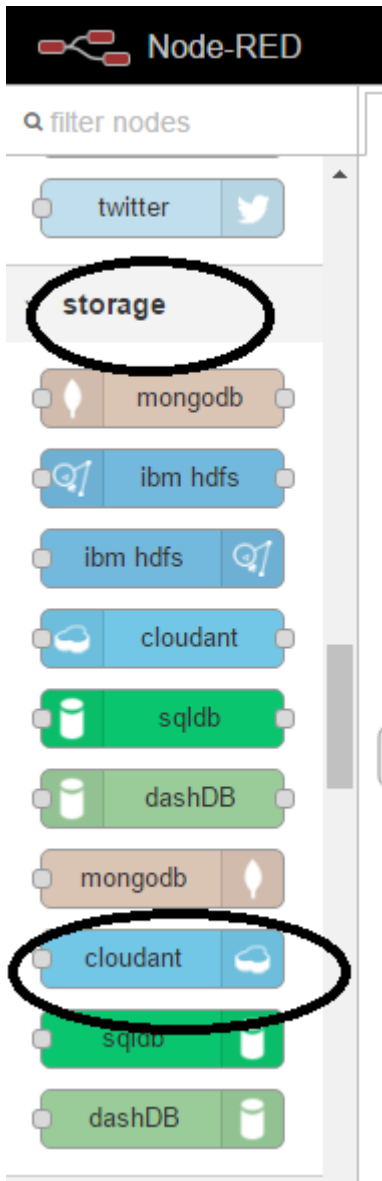 Node-RED
filter nodes
twitter
storage
mongodb
ibm hdfs
ibm hdfs
cloudant
sqldb
dashDB
mongodb
cloudant
sqldb
dashDB